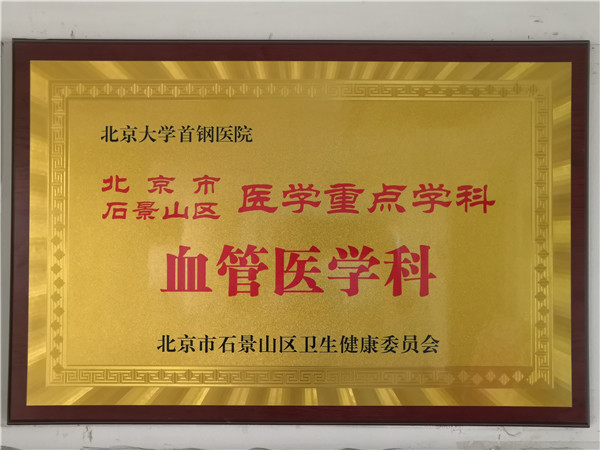 北京大学首钢医院
北京市
石景山区 医学重点学科
血管医学科
北京市石景山区卫生健康委员会